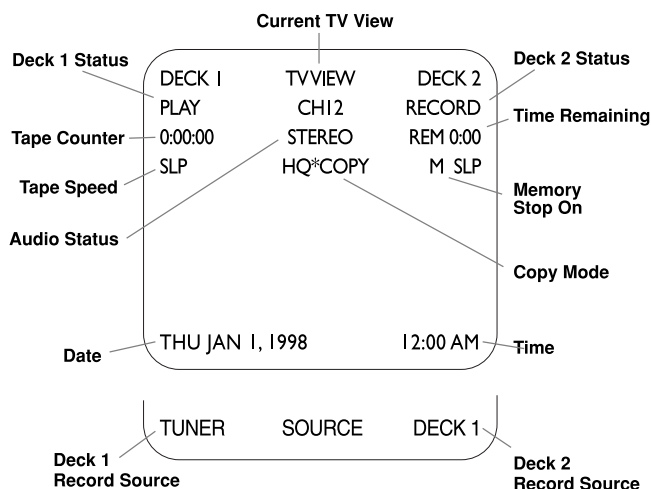 Current TV View
Deck 1 Status
Deck 2 Status
DECK 1 TV VIEW DECK 2
PLAY CH12 RECORD
Time Remaining
Tape Counter 0:00:00 STEREO REM 0:00
SLP HQ*COPY M SLP
Tape Speed
Memory
Stop On
Audio Status
Copy Mode
THU JAN 1, 1998 12:00 AM
Date
Time
TUNER SOURCE DECK 1
Deck 1
Record Source
Deck 2
Record Source